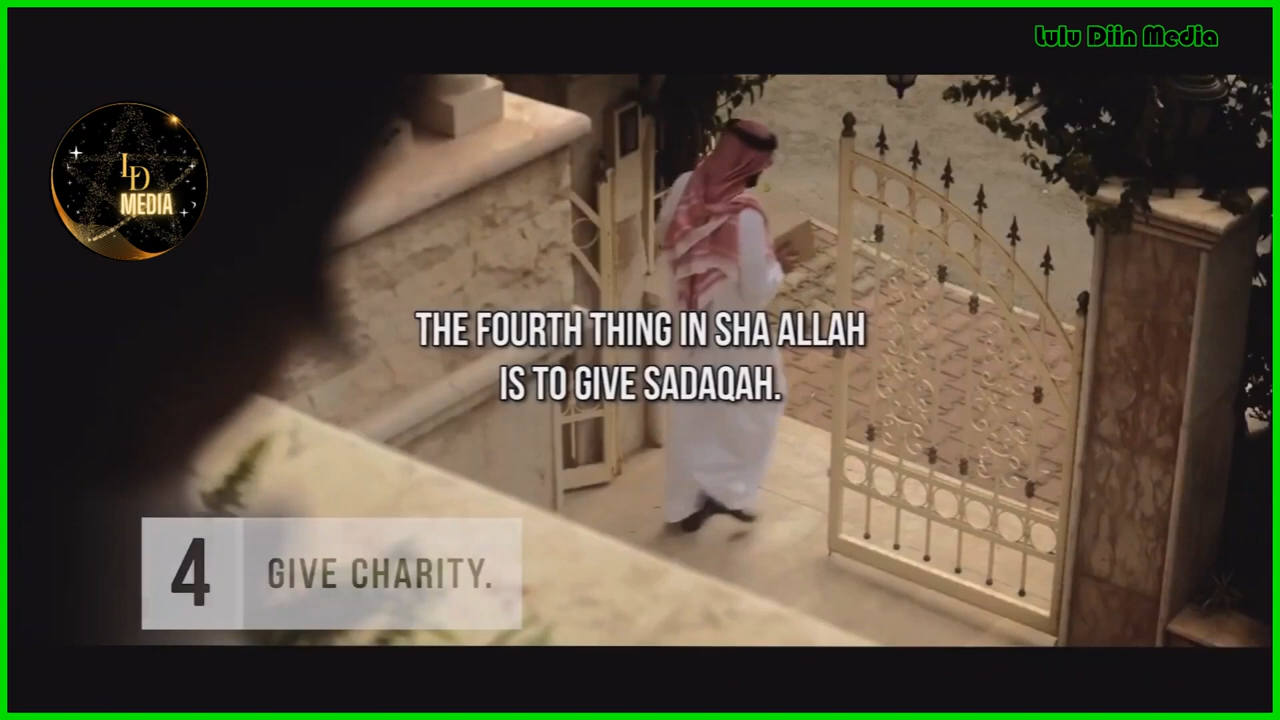 Lulu Diin Media
LD
MEDIA
THE FOURTH THING IN SHA ALLAH
IS TO GIVE SADAQAH.
4 GIVE CHARITY.